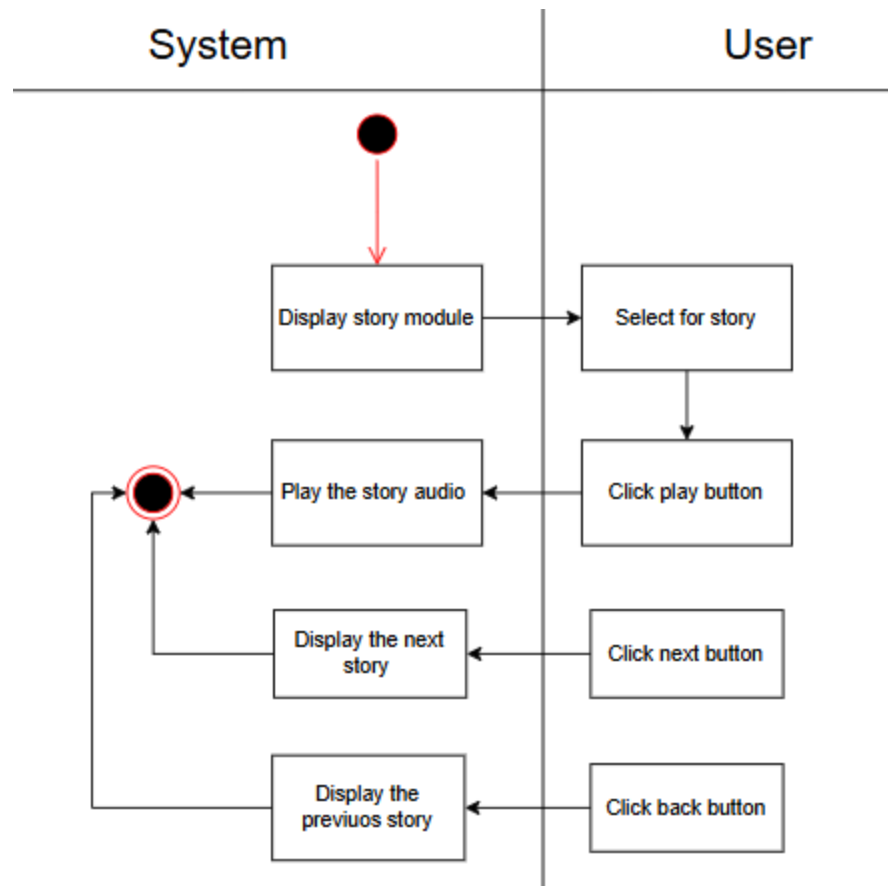 System
User
Display story module
Select for story
Play the story audio
Click play button
Display the next
story
Click next button
Display the
previuos story
Click back button